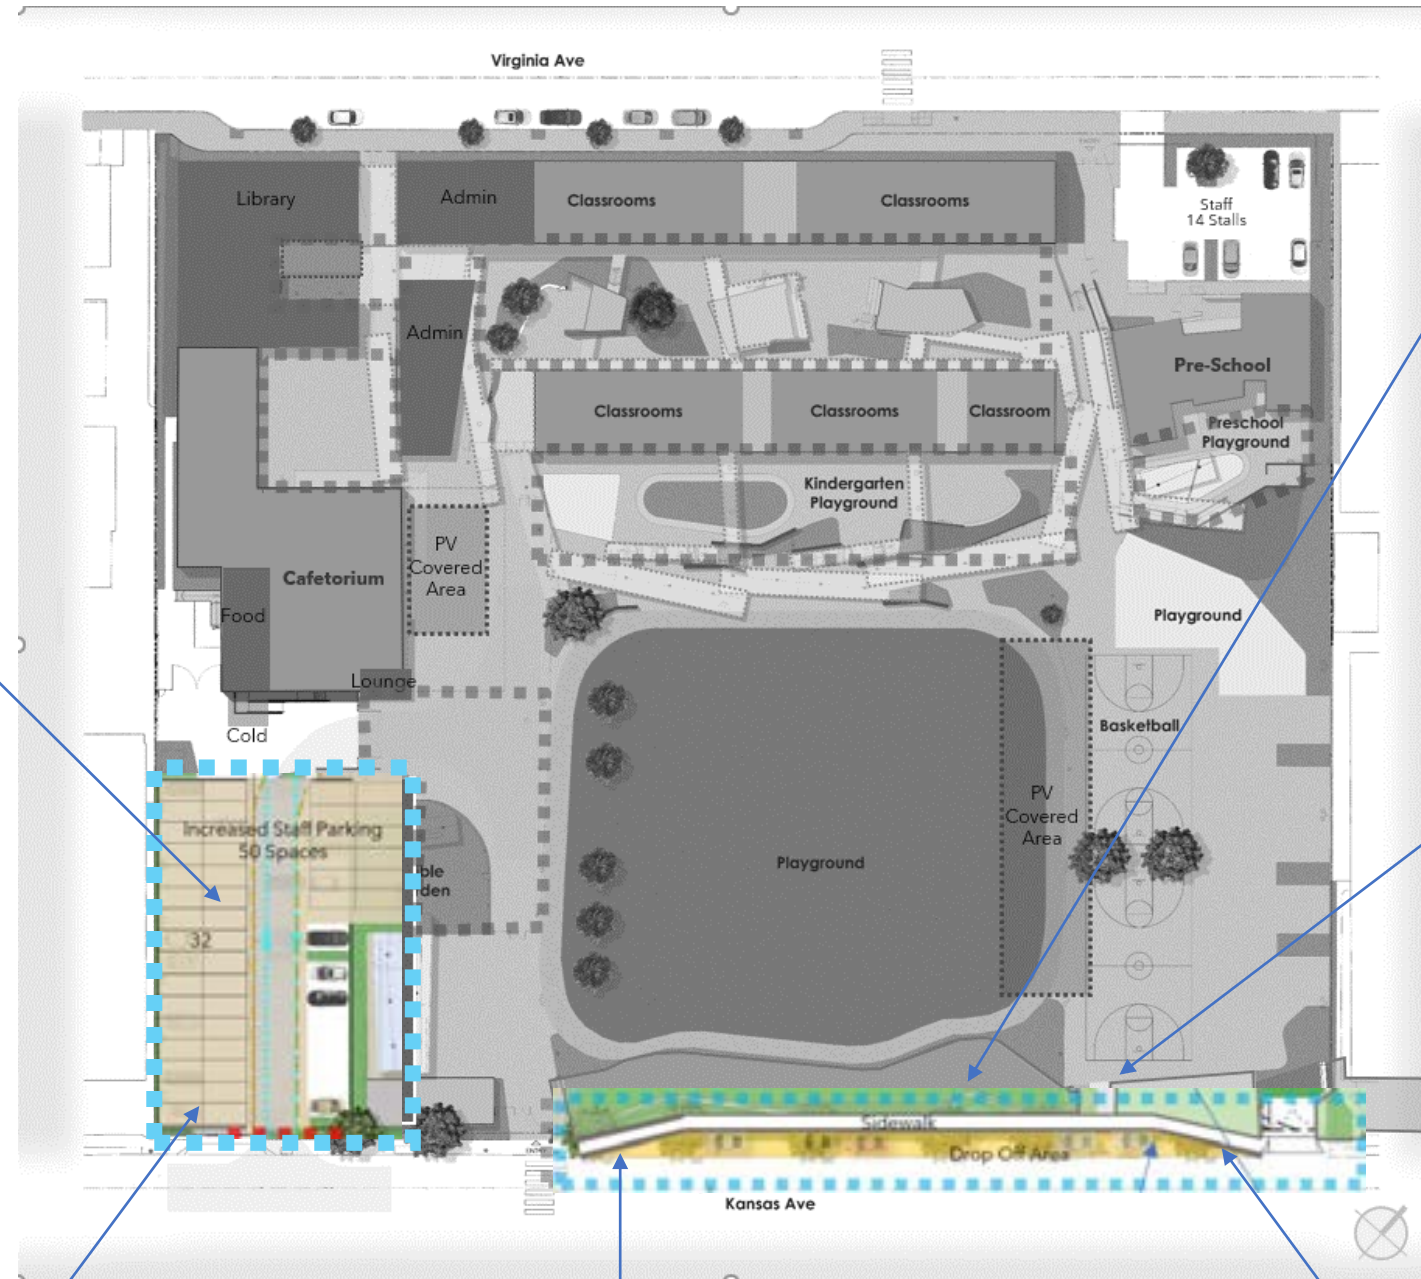 Virginia Ave
Library
Admin
Classrooms
Classrooms
Staff
14 Stalls
Admin
Pre-School
Classrooms
Classrooms
Classroom
Preschool
Playground
Kindergarten
Playground
PV
Covered
Area
Cafetorium
Food
Playground
Lounge
Cold
Basketball
PV
Covered
Area
Increased Staff Parking
50 Spaces
Playground
ble
den
32
Sidewalk
Drop Off Area
Kansas Ave